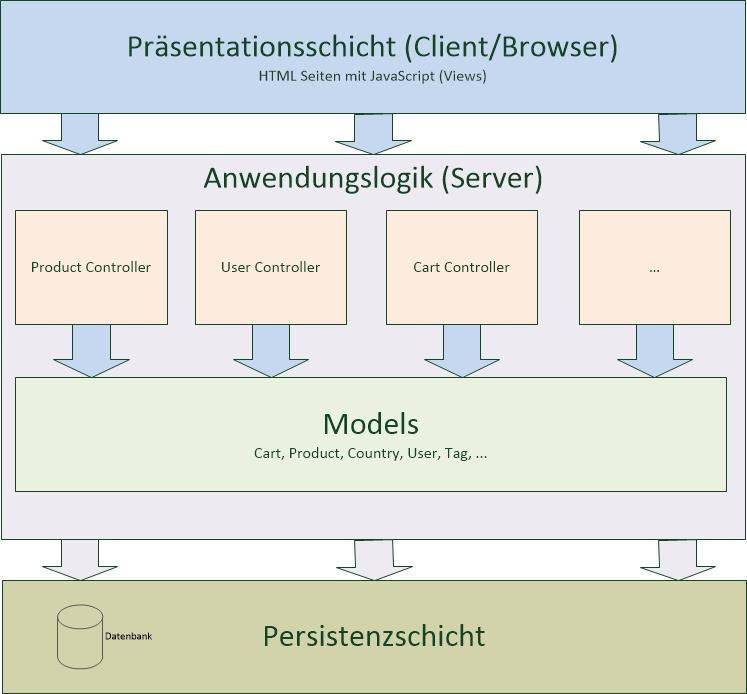 Präsentationsschicht (Client/Browser)
HTML Seiten mit JavaScript (Views)
Anwendungslogik (Server)
Product Controller
User Controller
Cart Controller
...
Models
Cart, Product, Country, User, Tag, ...
Datenbank
Persistenzschicht